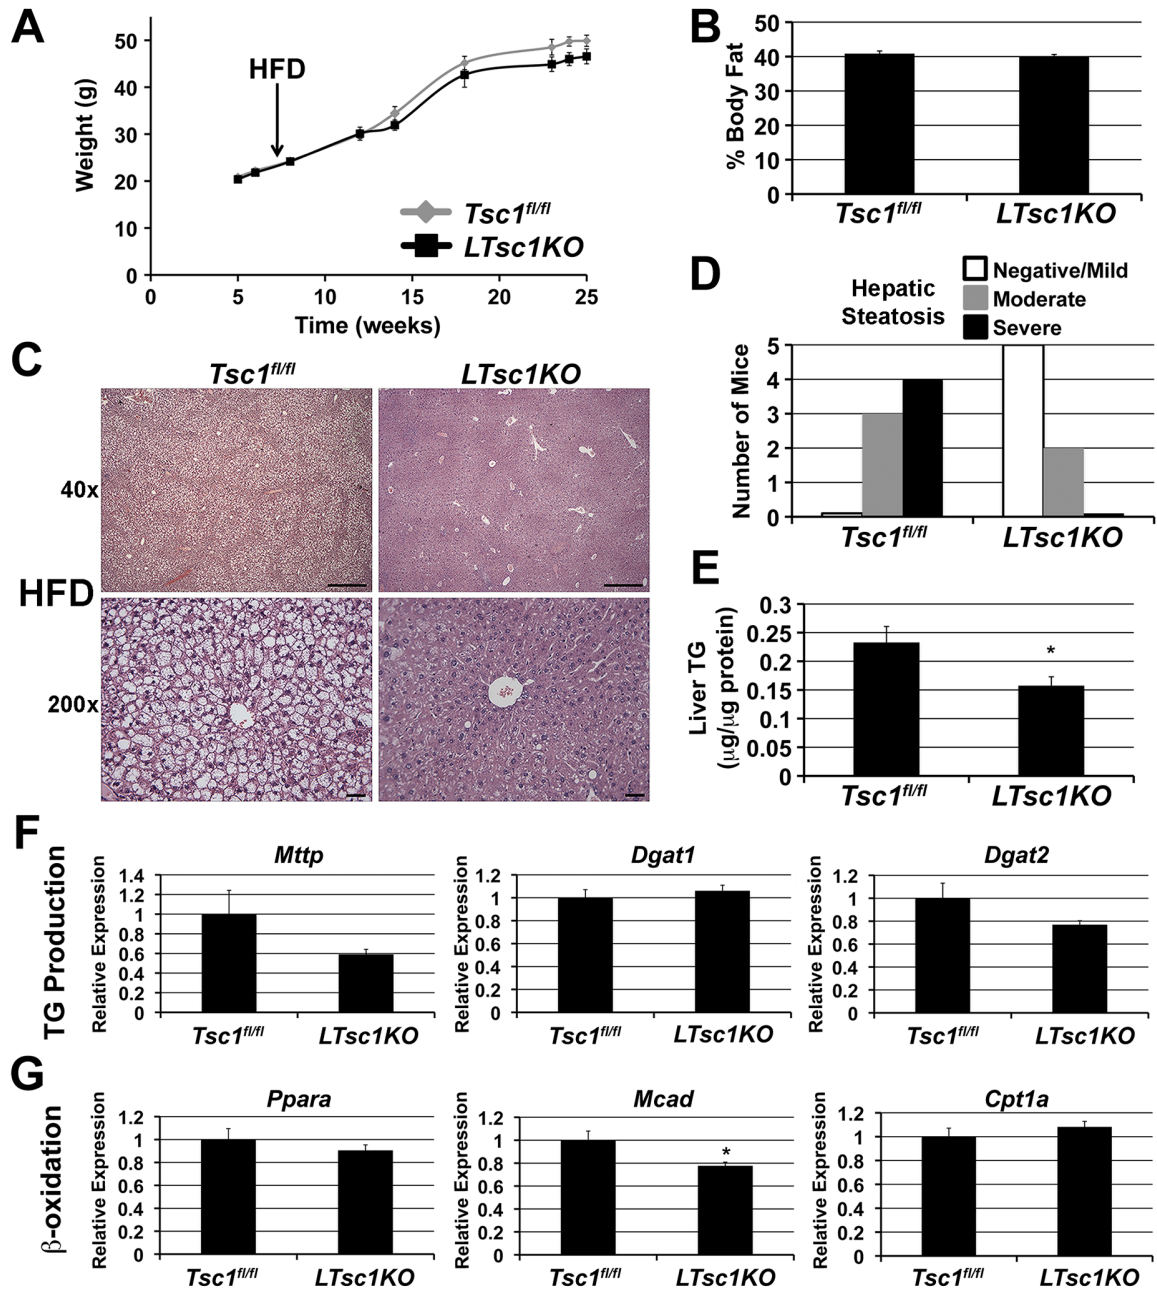 A
50
40
30
20
10
0
Weight (g)
HFD
Tsc1fl/fl
LTsc1KO
0 5 10 15 20 25
Time (weeks)
B
50
40
30
20
10
0
% Body Fat
Tsc1fl/fl LTsc1KO
C
Tsc1fl/fl LTsc1KO
40x
HFD
200x
D
Hepatic
Steatosis
Negative/Mild
Moderate
Severe
5
4
3
2
1
0
Number of Mice
Tsc1fl/fl LTsc1KO
E
0.3
0.25
0.2
0.15
0.1
0.05
0
Liver TG
(µg/µg protein)
*
Tsc1fl/fl LTsc1KO
F
TG Production
Mttp
Relative Expression
1.4
1.2
1
0.8
0.6
0.4
0.2
0
Tsc1fl/fl LTsc1KO
Dgat1
Relative Expression
1.2
1
0.8
0.6
0.4
0.2
0
Tsc1fl/fl LTsc1KO
Dgat2
Relative Expression
1.2
1
0.8
0.6
0.4
0.2
0
Tsc1fl/fl LTsc1KO
G
β-oxidation
Ppara
Relative Expression
1.2
1
0.8
0.6
0.4
0.2
0
Tsc1fl/fl LTsc1KO
Mcad
Relative Expression
1.2
1
0.8
0.6
0.4
0.2
0
*
Tsc1fl/fl LTsc1KO
Cpt1a
Relative Expression
1.2
1
0.8
0.6
0.4
0.2
0
Tsc1fl/fl LTsc1KO